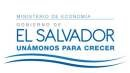 MINISTERIO DE ECONOMÍA
GOBIERNO DE
EL SALVADOR
UNÁMONOS PARA CRECER